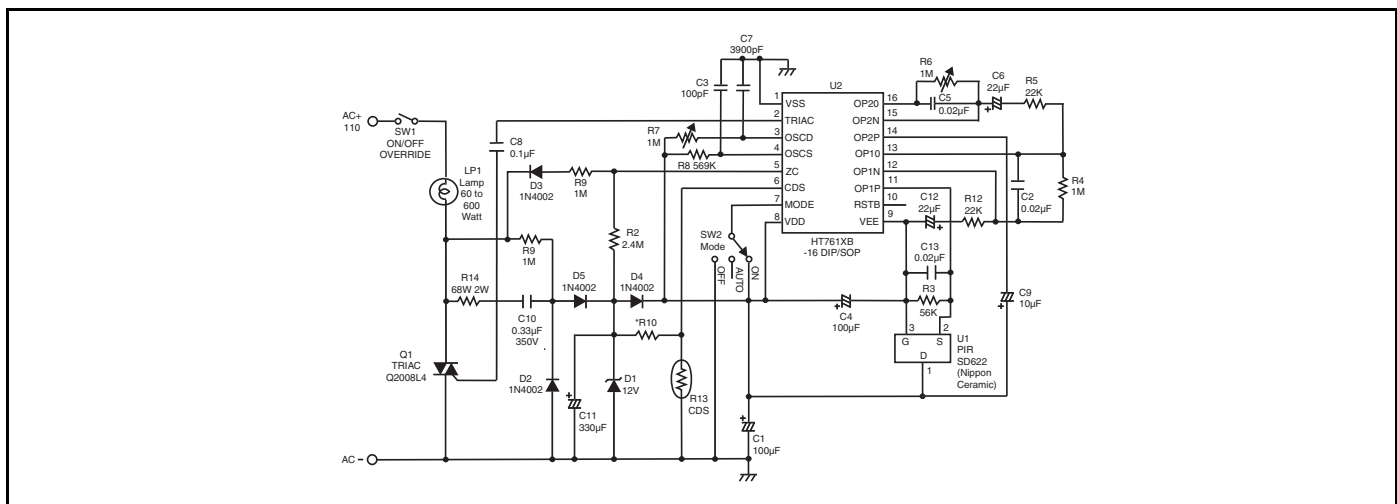 C7
3900pF
C3
100pF
U2
R6
1M
C6
22µF
R5
22K
C5
0.02µF
AC+
110
SW1
ON/OFF
OVERRIDE
C8
0.1µF
R7
1M
R8 569K
1 VSS
2 TRIAC
3 OSCD
4 OSCS
5 ZC
6 CDS
7 MODE
8 VDD
OP20 16
OP2N 15
OP2P 14
OP10 13
OP1N 12
OP1P 11
RSTB 10
VEE 9
HT761XB
-16 DIP/SOP
LP1
Lamp
60 to
600
Watt
D3
1N4002
R9
1M
C12
22µF
R12
22K
C2
0.02µF
R4
1M
R9
1M
R2
2.4M
SW2
Mode
OFF
AUTO
ON
C13
0.02µF
R14
68W 2W
C10
0.33µF
350V
D5
1N4002
D4
1N4002
C4
100µF
R3
56K
C9
10µF
*R10
3 2
G S
D
1
U1
PIR
SD622
(Nippon
Ceramic)
Q1
TRIAC
Q2008L4
D2
1N4002
C11
330µF
D1
12V
R13
CDS
C1
100µF
AC -